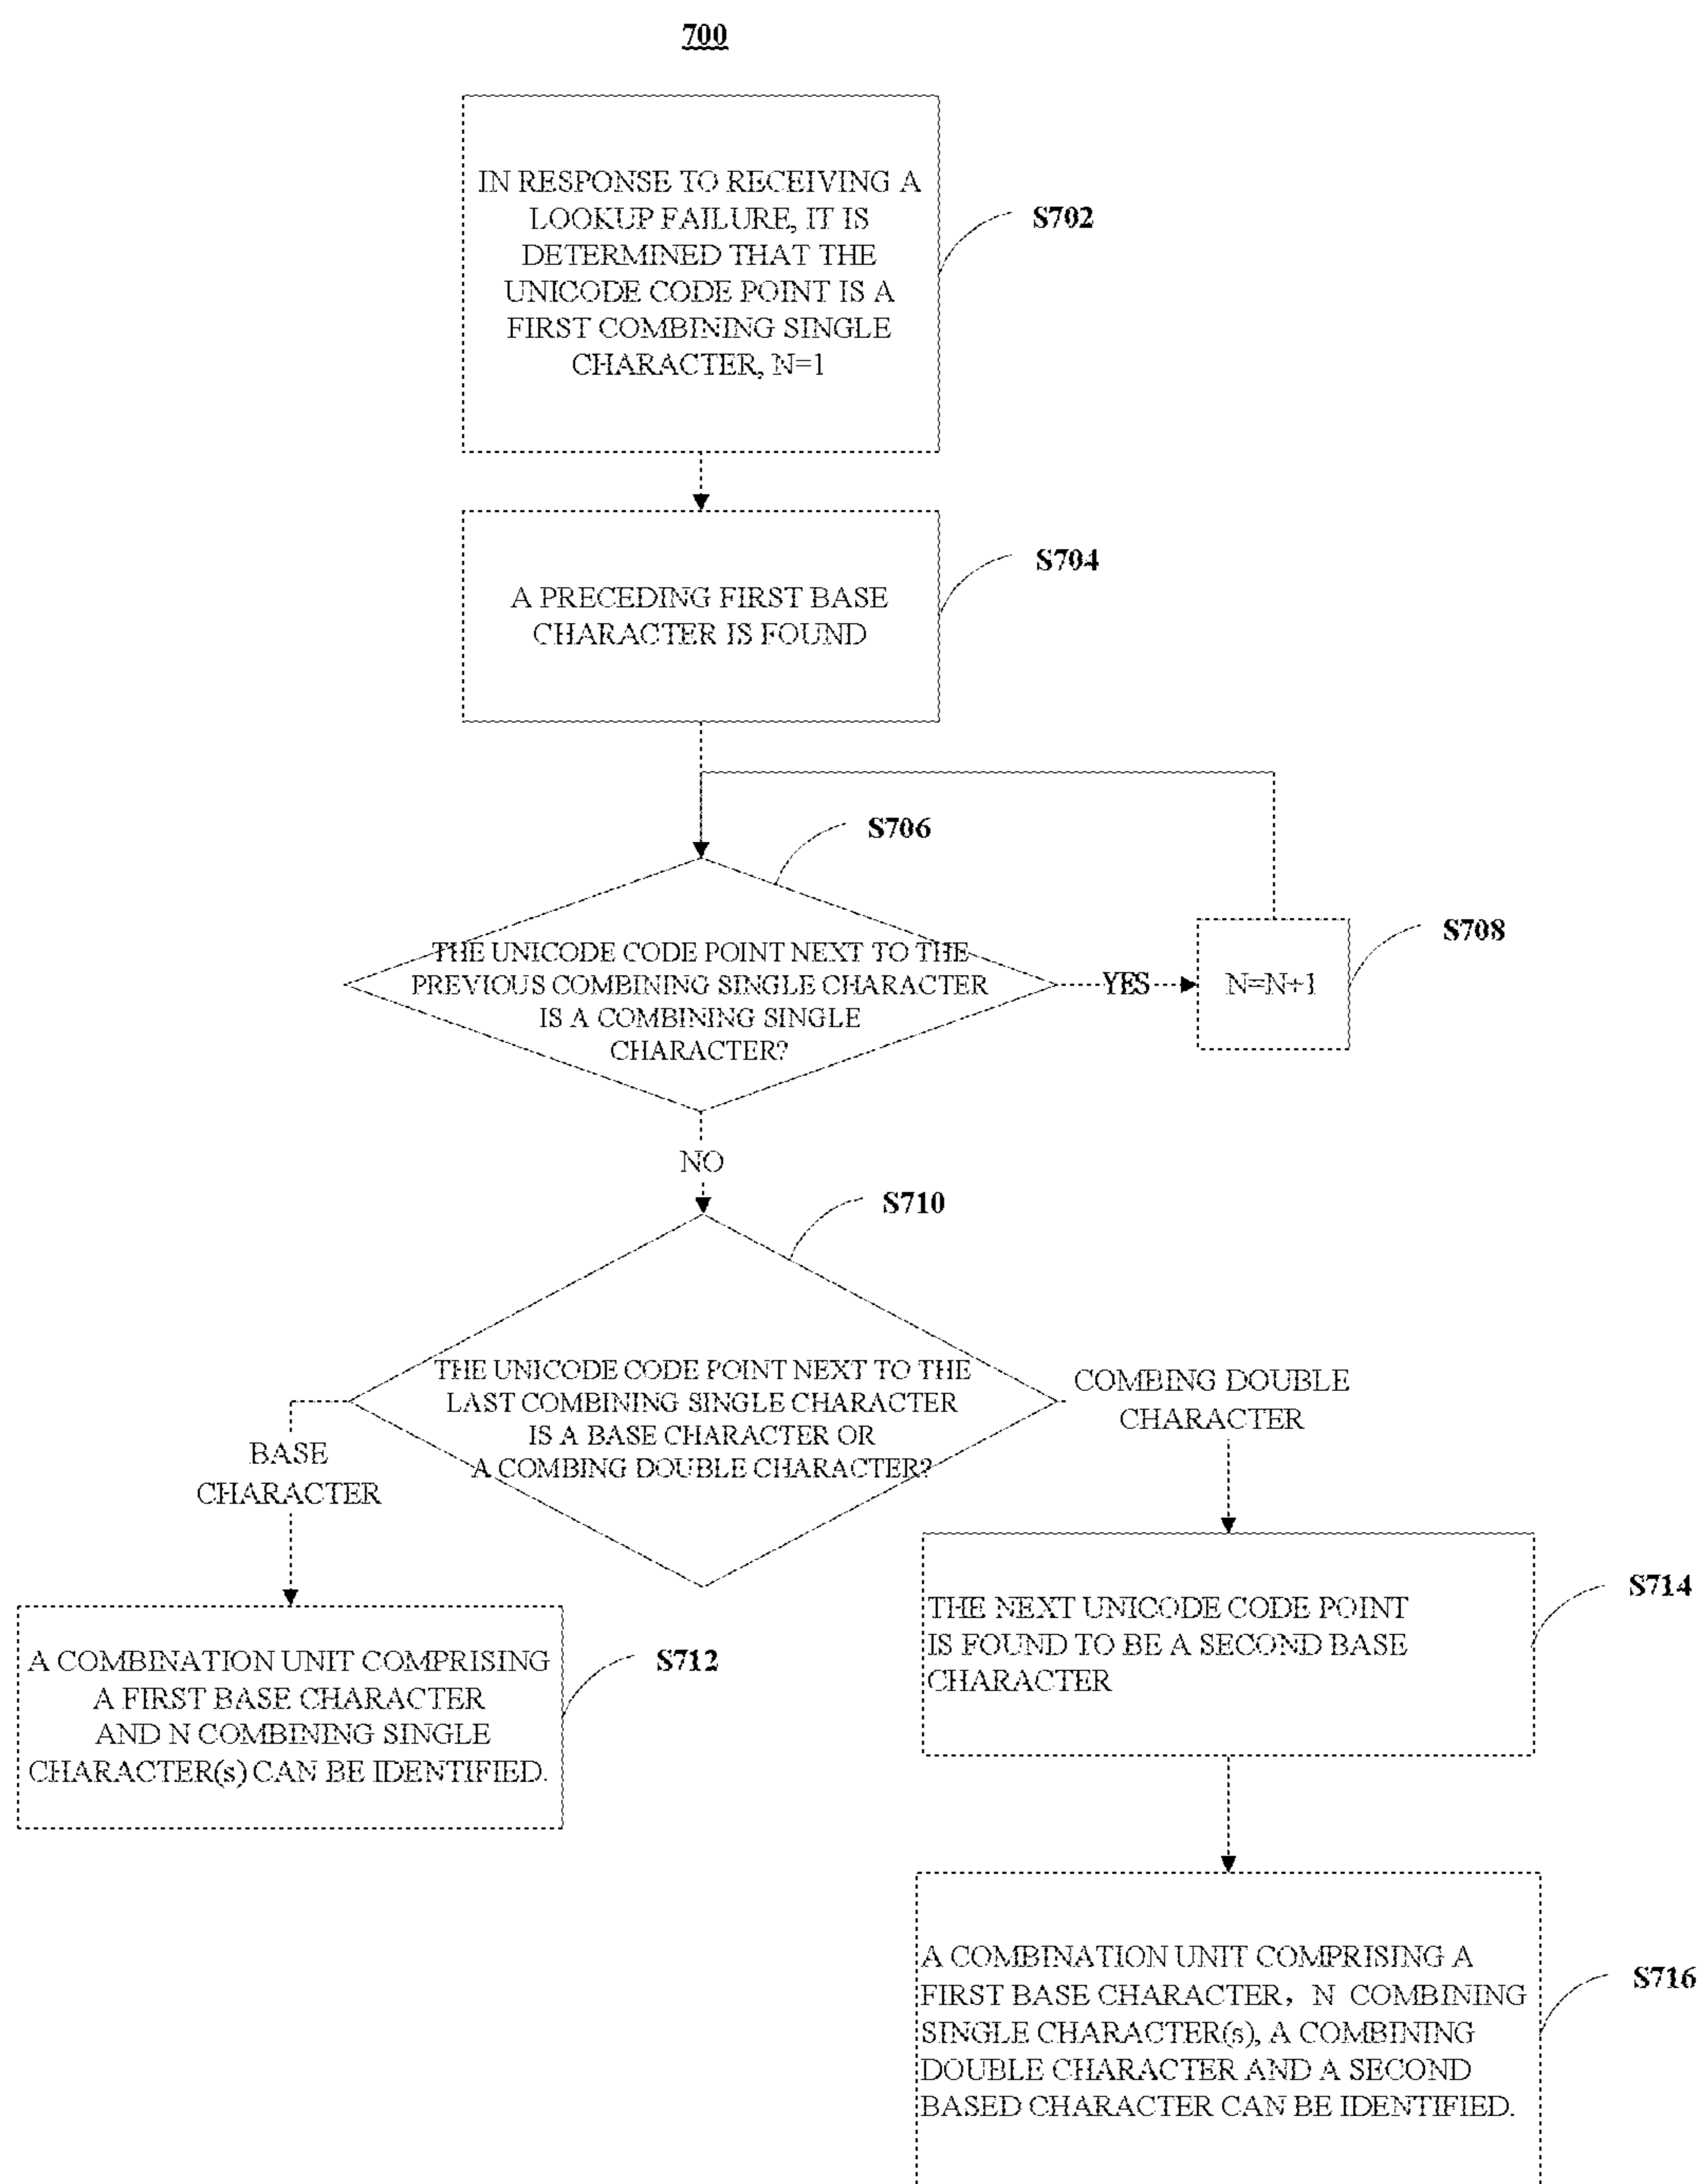 700
IN RESPONSE TO RECEIVING A
LOOKUP FAILURE, IT IS
DETERMINED THAT THE
UNICODE CODE POINT IS A
FIRST COMBINING SINGLE
CHARACTER, N=1
S702
A PRECEDING FIRST BASE
CHARACTER IS FOUND
S704
S706
THE UNICODE CODE POINT NEXT TO THE
PREVIOUS COMBINING SINGLE CHARACTER
IS A COMBINING SINGLE
CHARACTER?
YES
N=N+1
S708
NO
S710
THE UNICODE CODE POINT NEXT TO THE
LAST COMBINING SINGLE CHARACTER
IS A BASE CHARACTER OR
A COMBING DOUBLE CHARACTER?
BASE
CHARACTER
COMBING DOUBLE
CHARACTER
A COMBINATION UNIT COMPRISING
A FIRST BASE CHARACTER
AND N COMBINING SINGLE
CHARACTER(s) CAN BE IDENTIFIED.
S712
THE NEXT UNICODE CODE POINT
IS FOUND TO BE A SECOND BASE
CHARACTER
S714
A COMBINATION UNIT COMPRISING A
FIRST BASE CHARACTER, N COMBINING
SINGLE CHARACTER(s), A COMBINING
DOUBLE CHARACTER AND A SECOND
BASED CHARACTER CAN BE IDENTIFIED.
S716